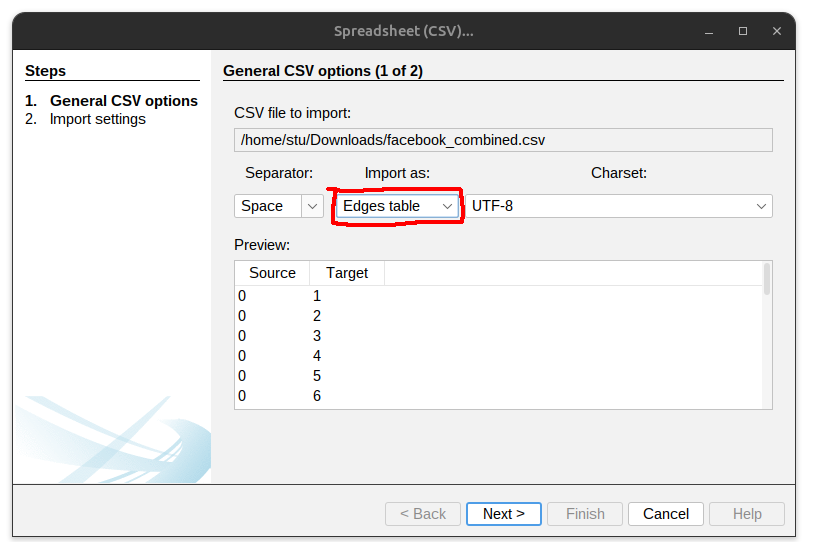 Spreadsheet (CSV)...
Steps
1. General CSV options
2. Import settings
General CSV options (1 of 2)
CSV file to import:
/home/stu/Downloads/facebook_combined.csv
Separator: Import as: Charset:
Space Edges table UTF-8
Preview:
Source Target
0 1
0 2
0 3
0 4
0 5
0 6
< Back Next > Finish Cancel Help